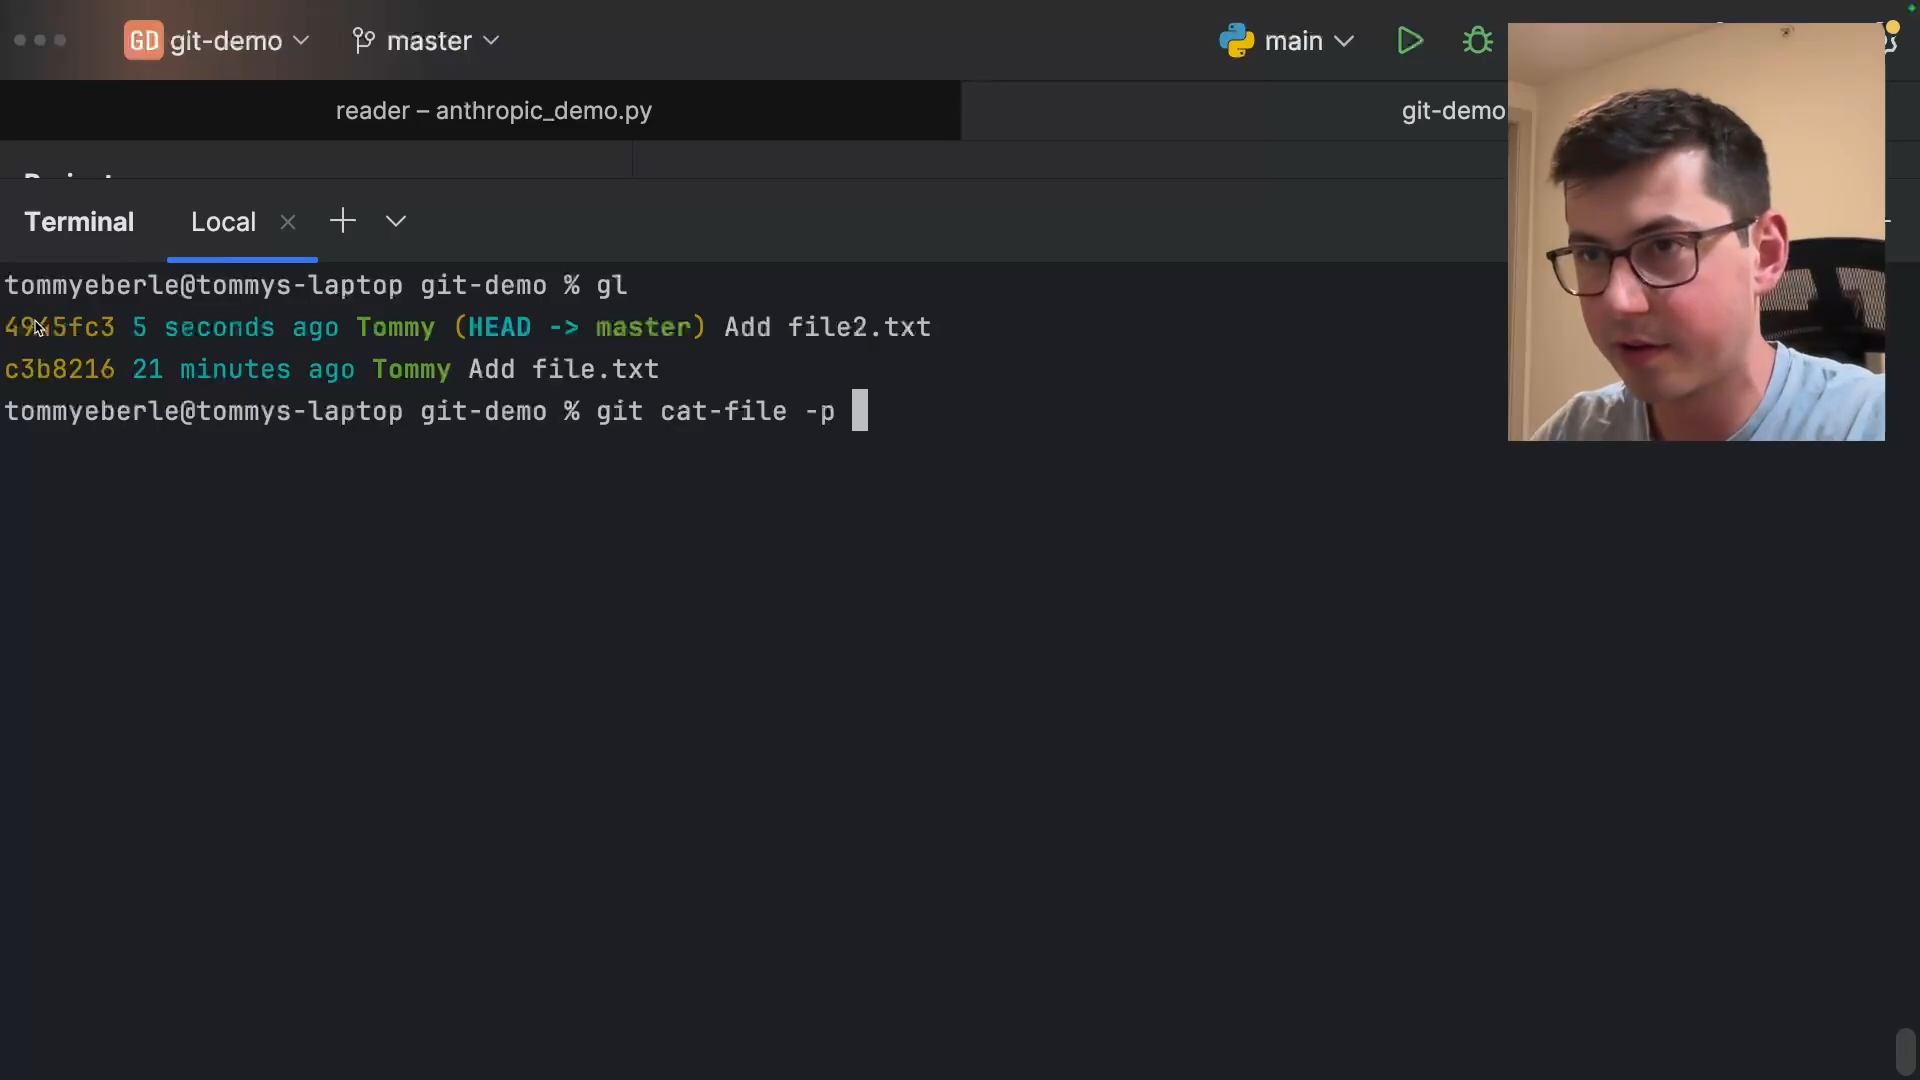 GD git-demo master main
reader – anthropic_demo.py git-demo
Terminal Local
tommyeberle@tommys-laptop git-demo % gl
4945fc3 5 seconds ago Tommy (HEAD -> master) Add file2.txt
c3b8216 21 minutes ago Tommy Add file.txt
tommyeberle@tommys-laptop git-demo % git cat-file -p